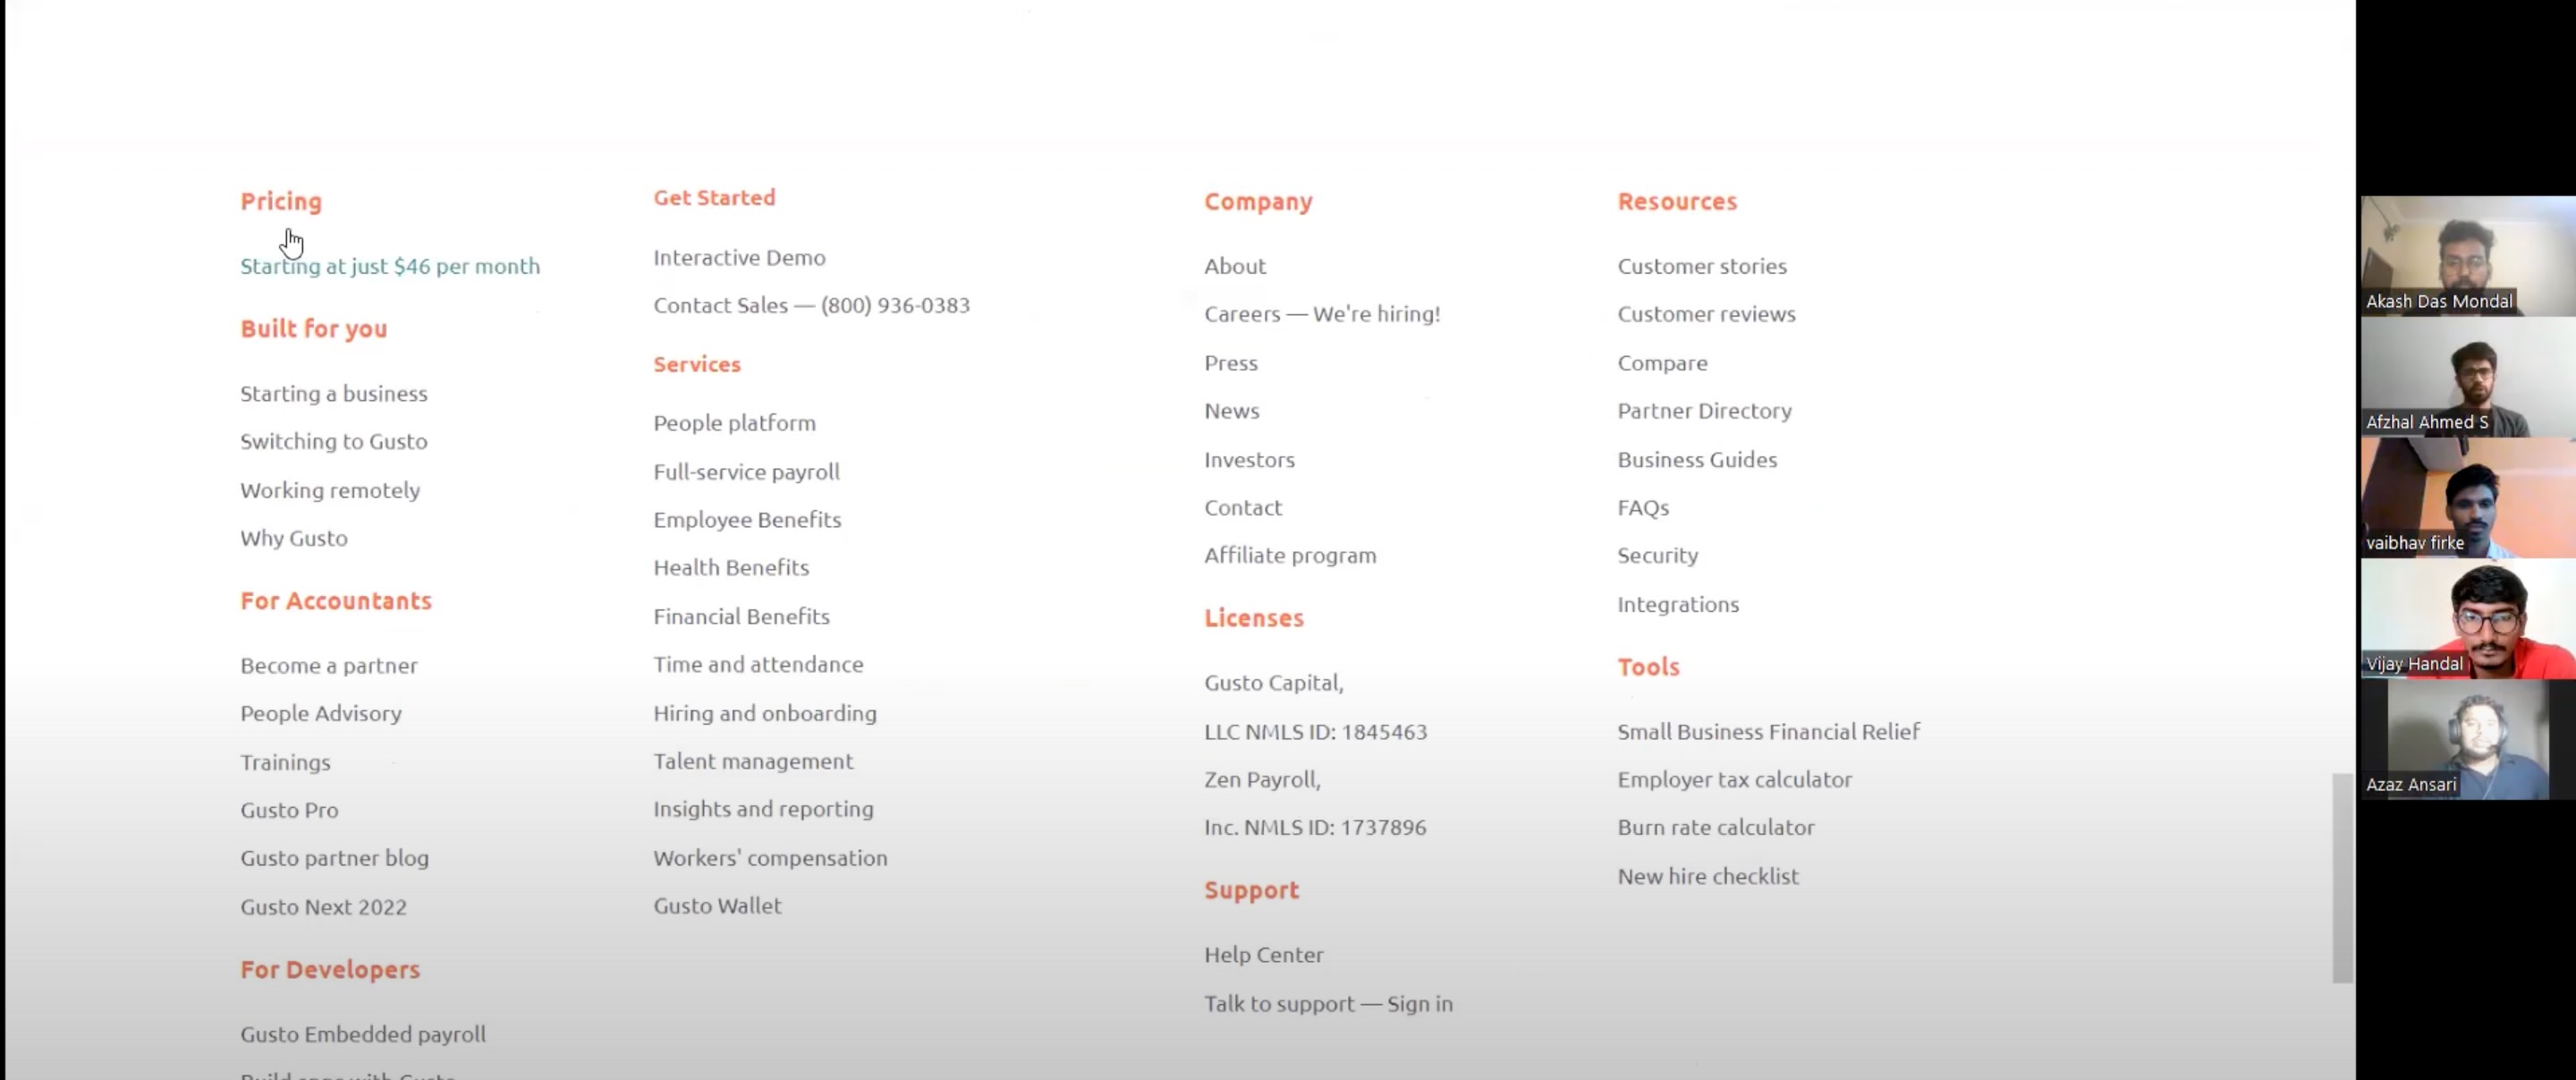 Pricing
Starting at just $46 per month
Built for you
Starting a business
Switching to Gusto
Working remotely
Why Gusto
For Accountants
Become a partner
People Advisory
Trainings
Gusto Pro
Gusto partner blog
Gusto Next 2022
For Developers
Gusto Embedded payroll
Get Started
Interactive Demo
Contact Sales — (800) 936-0383
Services
People platform
Full-service payroll
Employee Benefits
Health Benefits
Financial Benefits
Time and attendance
Hiring and onboarding
Talent management
Insights and reporting
Workers' compensation
Gusto Wallet
Company
About
Careers — We're hiring!
Press
News
Investors
Contact
Affiliate program
Licenses
Gusto Capital,
LLC NMLS ID: 1845463
Zen Payroll,
Inc. NMLS ID: 1737896
Support
Help Center
Talk to support — Sign in
Resources
Customer stories
Customer reviews
Compare
Partner Directory
Business Guides
FAQs
Security
Integrations
Tools
Small Business Financial Relief
Employer tax calculator
Burn rate calculator
New hire checklist
Akash Das Mondal
Afzhal Ahmed S
vaibhav firke
Vijay Handal
Azaz Ansari